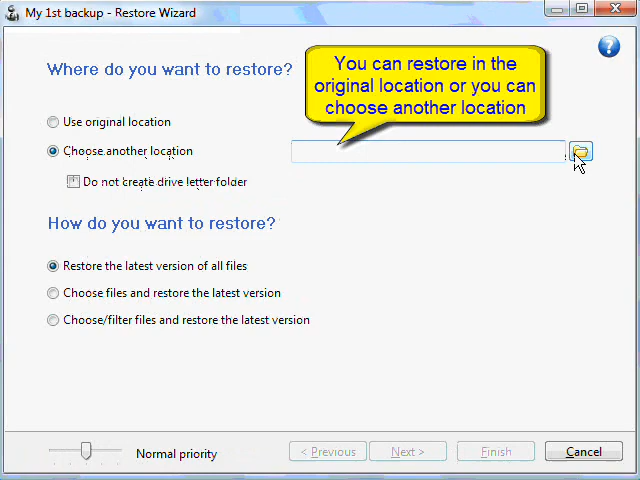 My 1st backup - Restore Wizard
Where do you want to restore?
You can restore in the
original location or you can
choose another location
Use original location
Choose another location
Do not create drive letter folder
How do you want to restore?
Restore the latest version of all files
Choose files and restore the latest version
Choose/filter files and restore the latest version
Normal priority
< Previous
Next >
Finish
Cancel